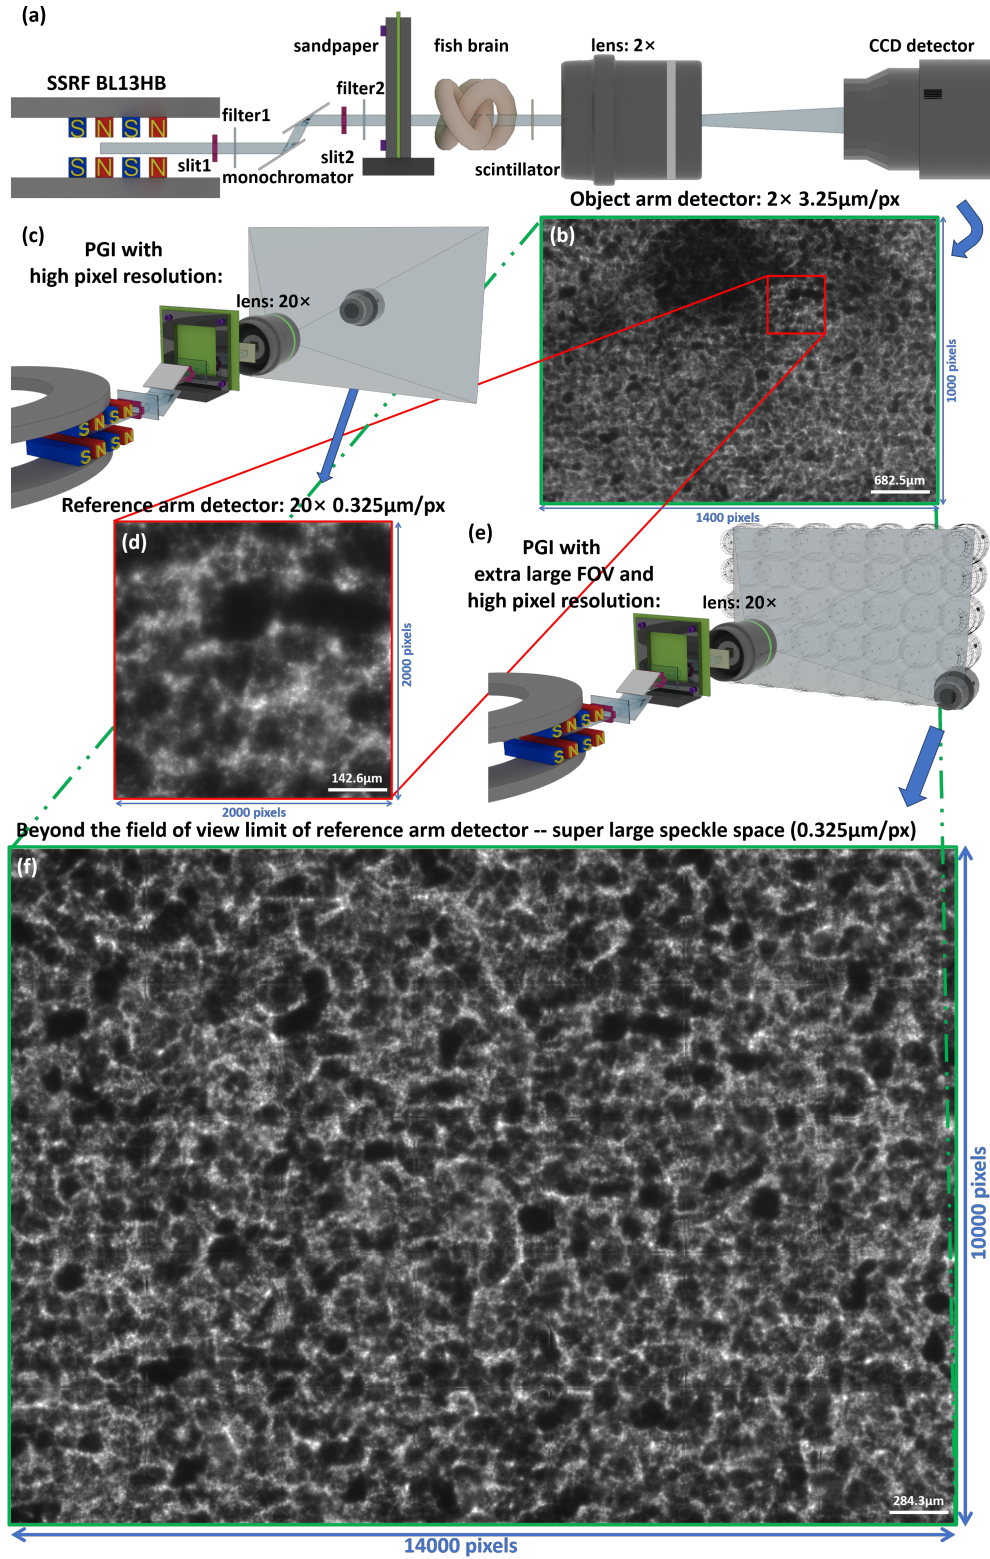 (a)
SSRF BL13HB
S N S N
S N S N
slit1
filter1
monochromator
slit2
filter2
sandpaper
fish brain
scintillator
lens: 2×
CCD detector
Object arm detector: 2× 3.25μm/px
(b)
1000 pixels
682.5μm
1400 pixels
(c)
PGI with
high pixel resolution:
lens: 20×
S N S N
S N S N
Reference arm detector: 20× 0.325μm/px
(d)
2000 pixels
142.6μm
2000 pixels
(e)
PGI with
extra large FOV and
high pixel resolution:
lens: 20×
S N S N
S N S N
Beyond the field of view limit of reference arm detector -- super large speckle space (0.325μm/px)
(f)
10000 pixels
284.3μm
14000 pixels